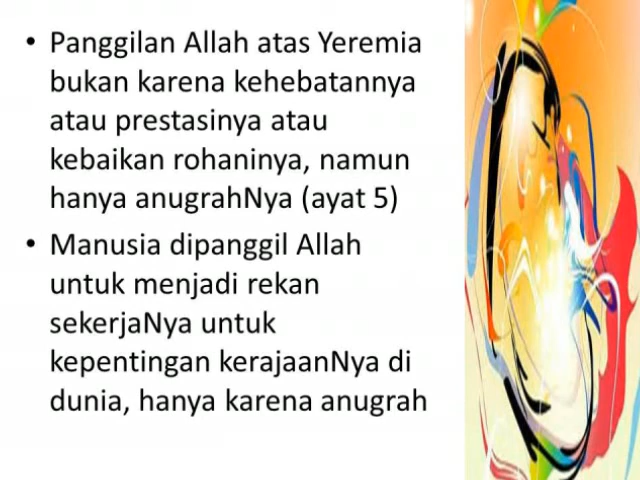 • Panggilan Allah atas Yeremia
bukan karena kehebatannya
atau prestasinya atau
kebaikan rohaninya, namun
hanya anugrahNya (ayat 5)
• Manusia dipanggil Allah
untuk menjadi rekan
sekerjaNya untuk
kepentingan kerajaanNya di
dunia, hanya karena anugrah